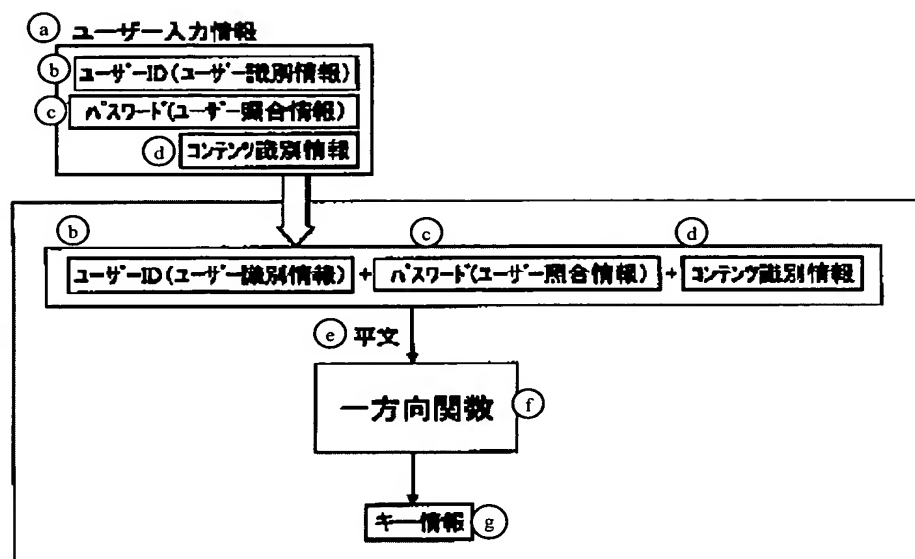 a ユーザー入力情報
b ユーザーID(ユーザー識別情報)
c パスワード(ユーザー照合情報)
d コンテンツ識別情報
b c d
ユーザーID(ユーザー識別情報) + パスワード(ユーザー照合情報) + コンテンツ識別情報
e 平文
一方向関数 f
キー情報 g